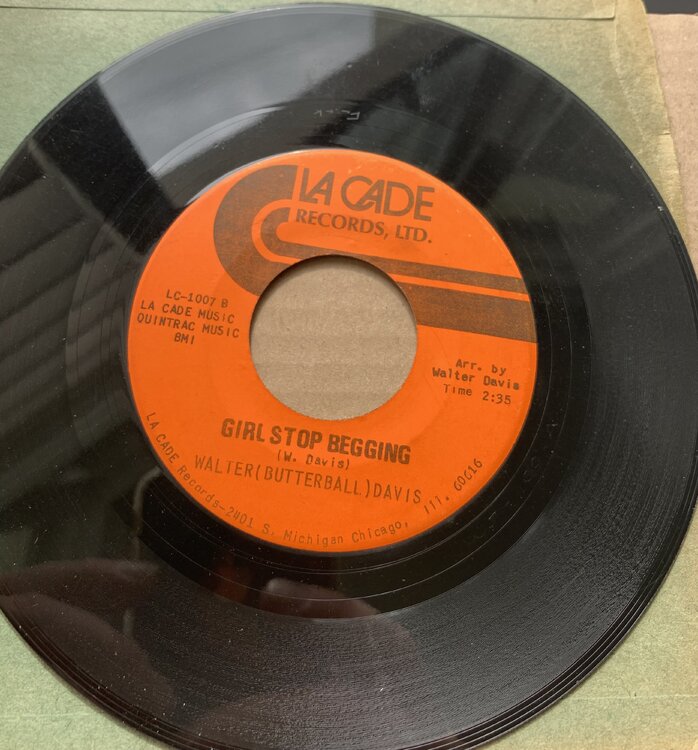 LA CADE
RECORDS, LTD.
LC-1007 B
LA CADE MUSIC
QUINTRAC MUSIC
BMI
Arr. by
Walter Davis
Time 2:35
GIRL STOP BEGGING
(W. Davis)
WALTER(BUTTERBALL)DAVIS
LA CADE Records-2401 S. Michigan Chicago, Ill. 60616